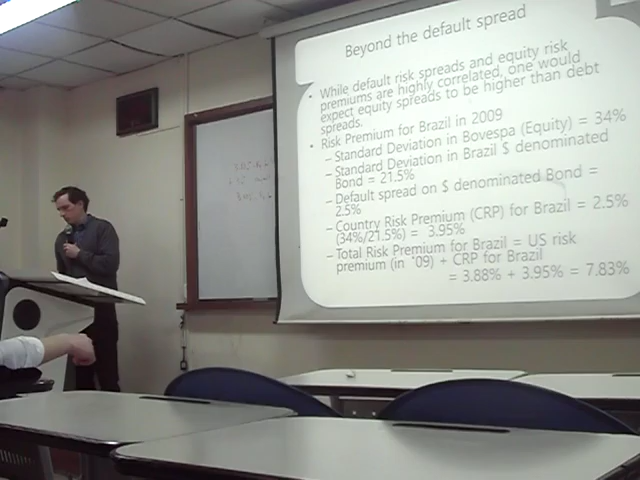 Beyond the default spread
• While default risk spreads and equity risk
premiums are highly correlated, one would
expect equity spreads to be higher than debt
spreads.
• Risk Premium for Brazil in 2009
– Standard Deviation in Bovespa (Equity) = 34%
– Standard Deviation in Brazil $ denominated
Bond = 21.5%
– Default spread on $ denominated Bond =
2.5%
– Country Risk Premium (CRP) for Brazil = 2.5%
(34%/21.5%) = 3.95%
– Total Risk Premium for Brazil = US risk
premium (in '09) + CRP for Brazil
= 3.88% + 3.95% = 7.83%